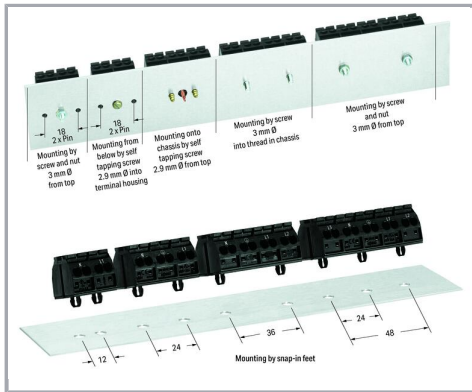 18
2 x Pin
18
2 x Pin
Mounting by
screw and nut
3 mm Ø
from top
Mounting from
below by self
tapping screw
2.9 mm Ø into
terminal housing
Mounting onto
chassis by self
tapping screw
2.9 mm Ø from top
Mounting by screw
3 mm Ø
into thread in chassis
Mounting by screw
and nut
3 mm Ø from top
12
24
36
24
48
Mounting by snap-in feet